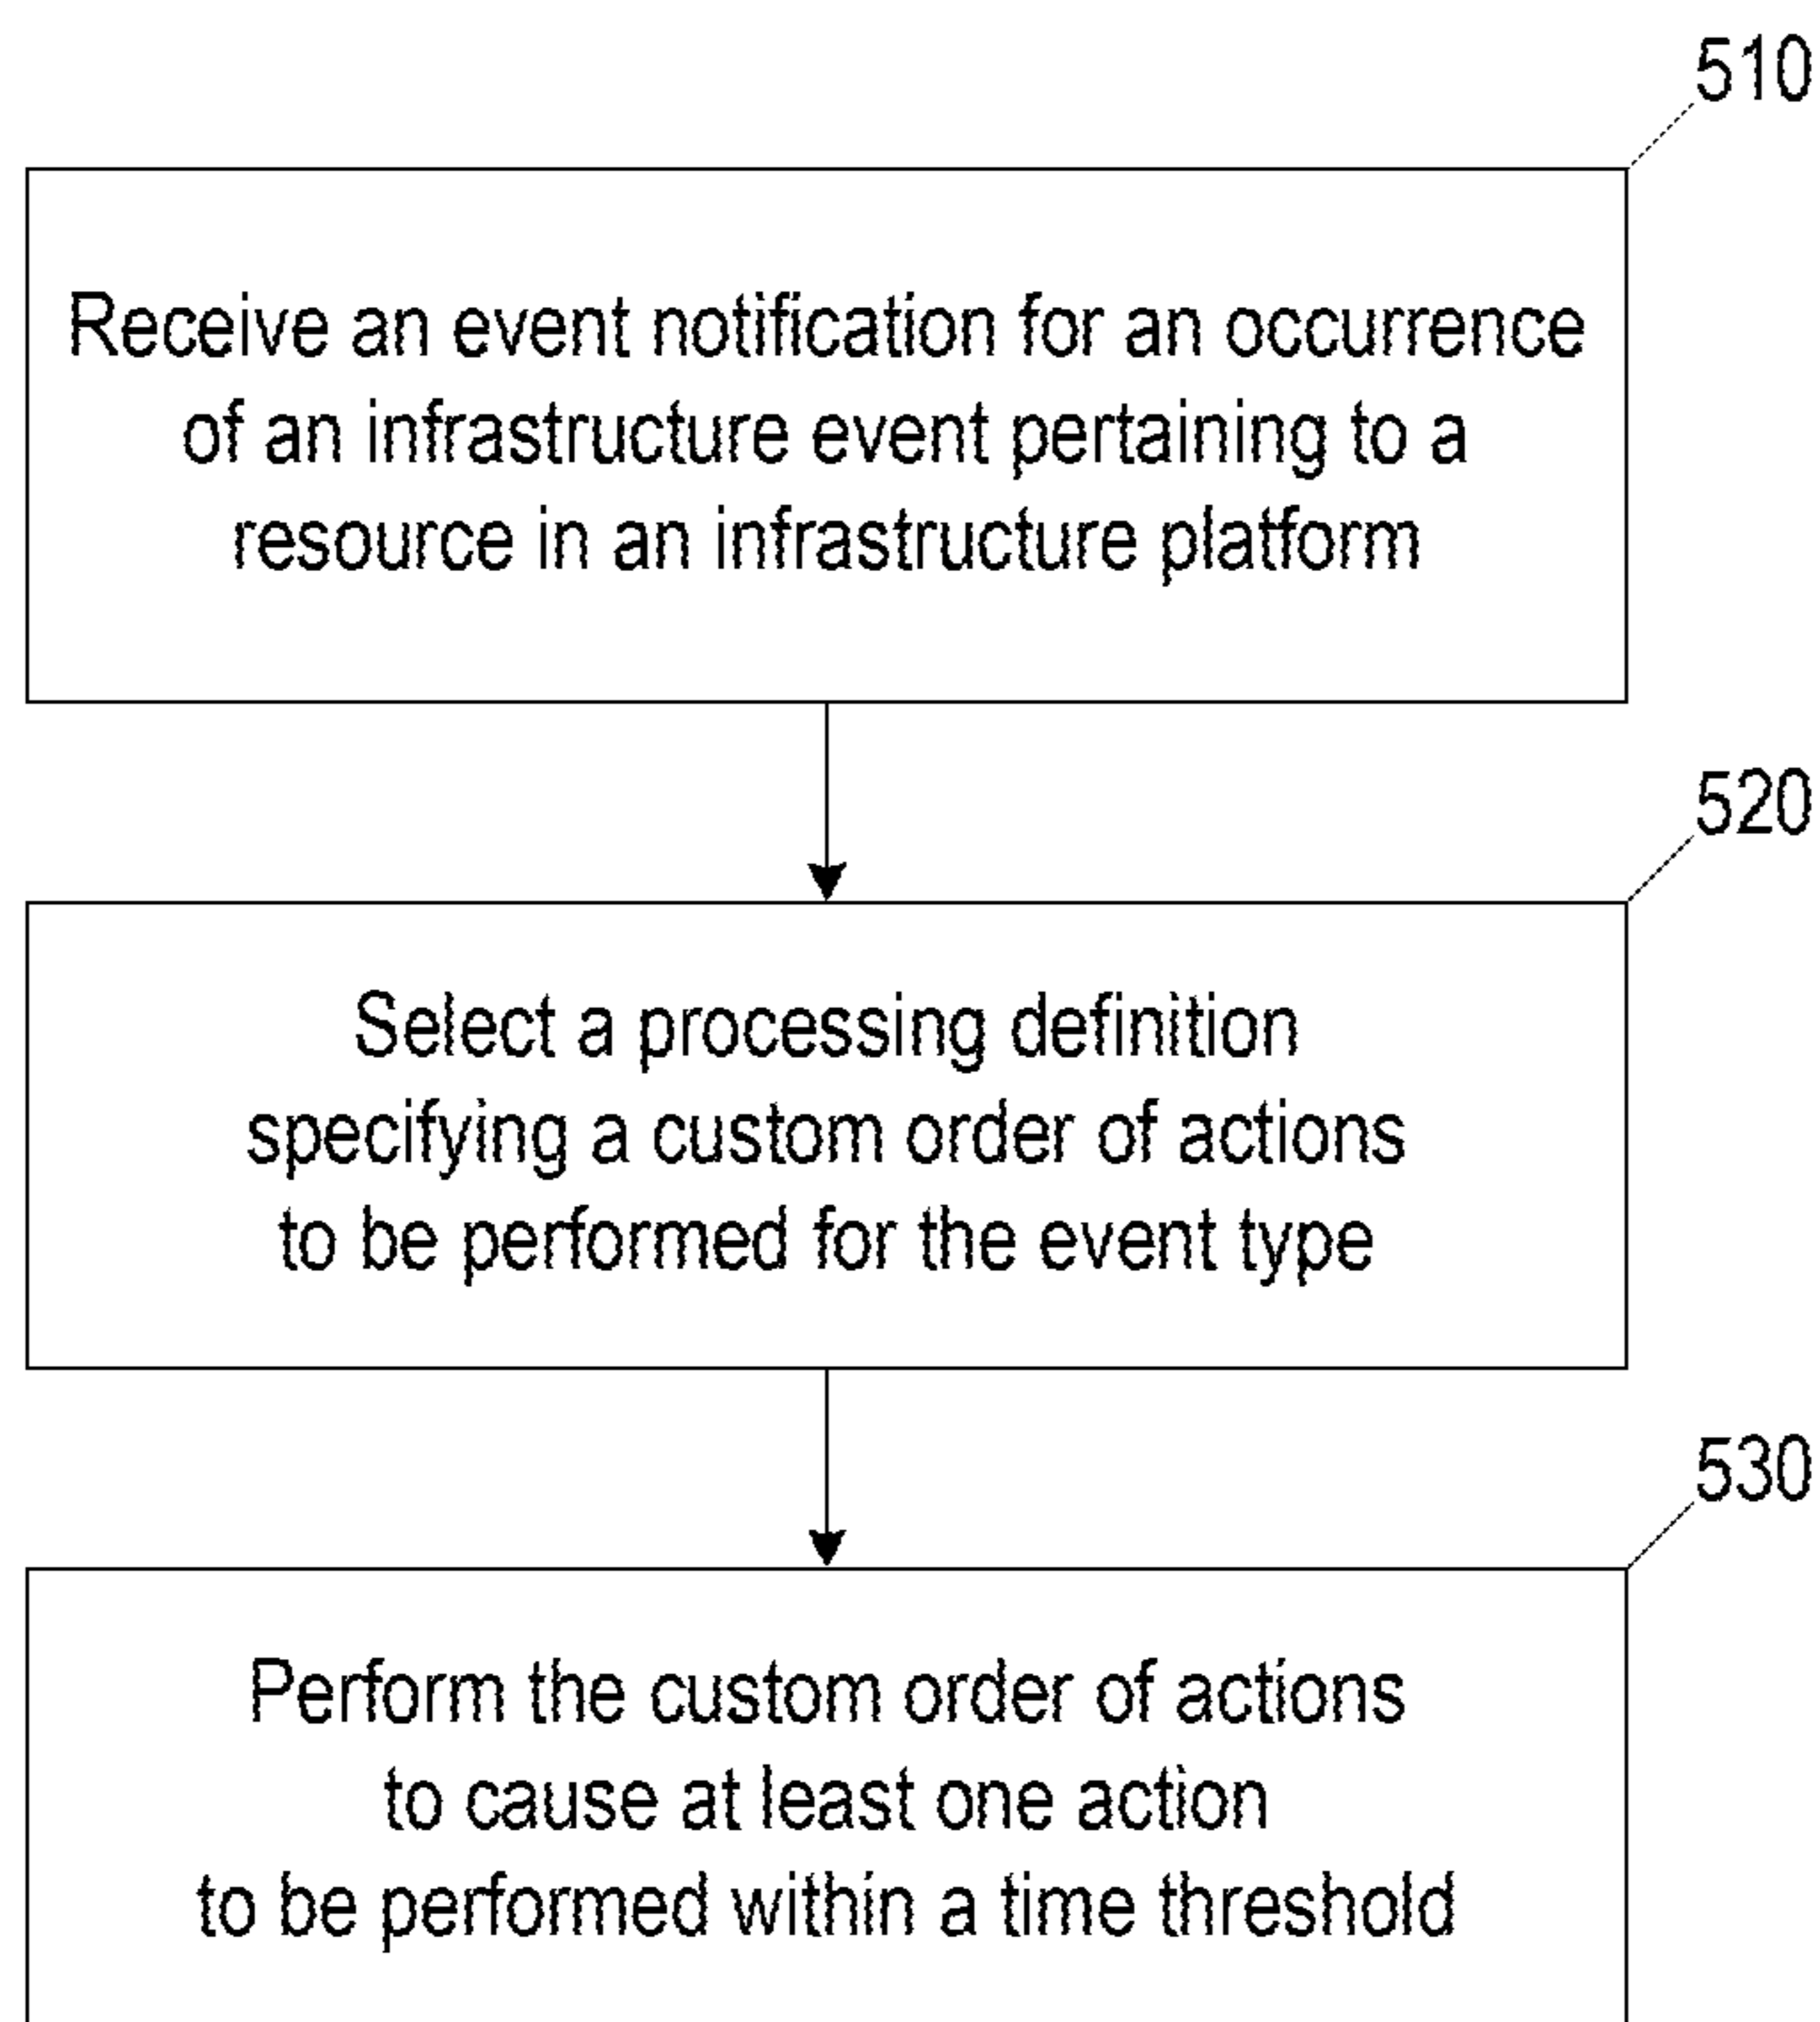 510
Receive an event notification for an occurrence
of an infrastructure event pertaining to a
resource in an infrastructure platform
520
Select a processing definition
specifying a custom order of actions
to be performed for the event type
530
Perform the custom order of actions
to cause at least one action
to be performed within a time threshold